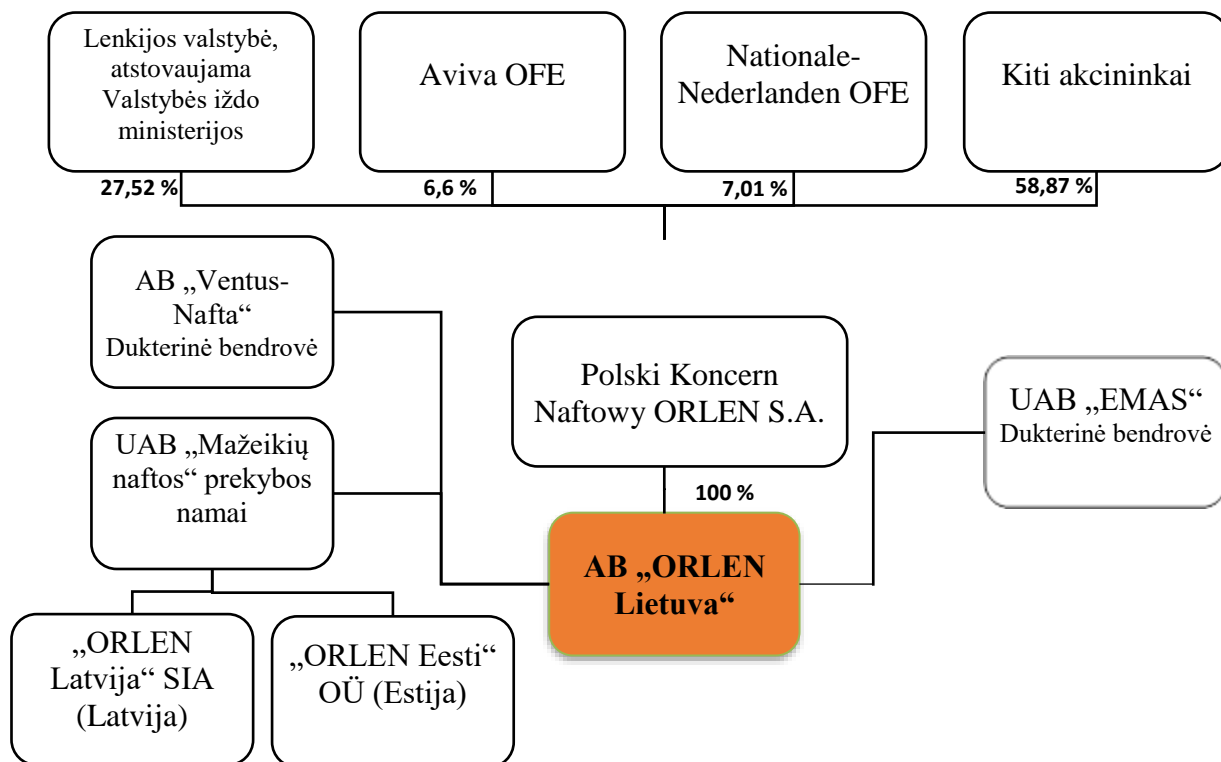 Lenkijos valstybė,
atstovaujama
Valstybės iždo
ministerijos
Aviva OFE
Nationale-
Nederlanden OFE
Kiti akcininkai
27,52 %
6,6 %
7,01 %
58,87 %
AB „Ventus-
Nafta“
Dukterinė bendrovė
Polski Koncern
Naftowy ORLEN S.A.
UAB „EMAS“
Dukterinė bendrovė
UAB „Mažeikių
naftos“ prekybos
namai
100 %
AB „ORLEN
Lietuva“
„ORLEN
Latvija“ SIA
(Latvija)
„ORLEN Eesti“
OÜ (Estija)